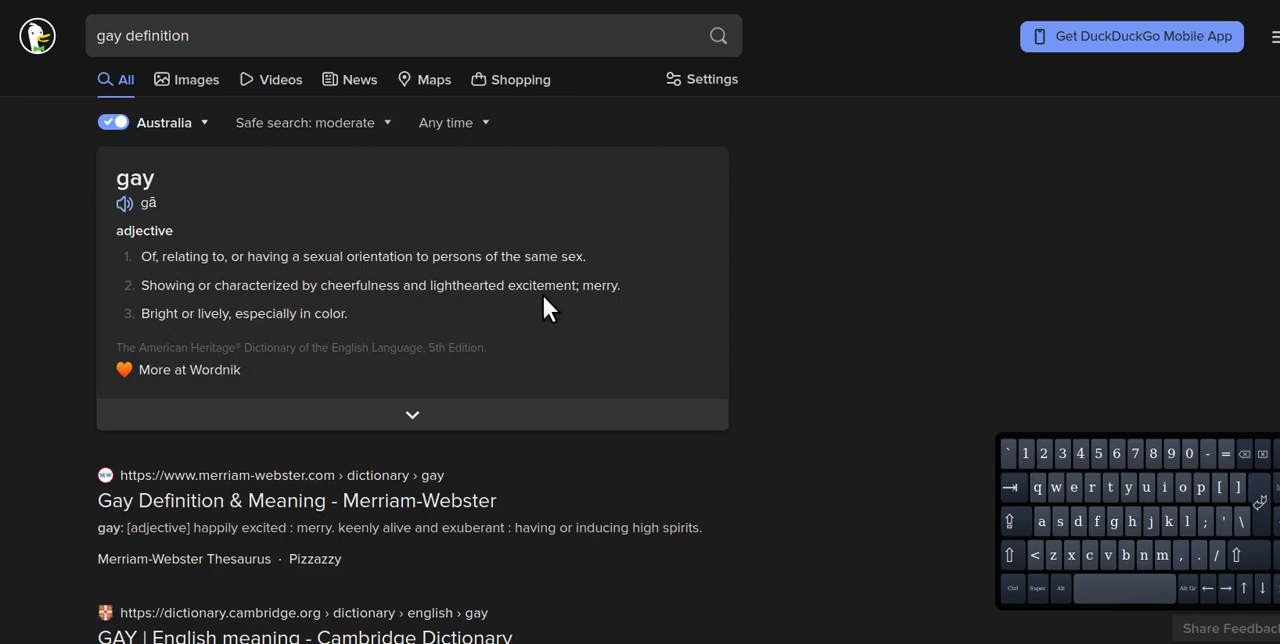 gay definition
Get DuckDuckGo Mobile App
All Images Videos News Maps Shopping Settings
Australia Safe search: moderate Any time
gay
gā
adjective
1. Of, relating to, or having a sexual orientation to persons of the same sex.
2. Showing or characterized by cheerfulness and lighthearted excitement; merry.
3. Bright or lively, especially in color.
The American Heritage® Dictionary of the English Language, 5th Edition.
More at Wordnik
https://www.merriam-webster.com › dictionary › gay
Gay Definition & Meaning - Merriam-Webster
gay: [adjective] happily excited : merry. keenly alive and exuberant : having or inducing high spirits.
Merriam-Webster Thesaurus · Pizzazzy
https://dictionary.cambridge.org › dictionary › english › gay
GAY | English meaning - Cambridge Dictionary
` 1 2 3 4 5 6 7 8 9 0 - =
q w e r t y u i o p [ ]
a s d f g h j k l ; ' \
< z x c v b n m , . /
Ctrl Super Alt Alt Gr
Share Feedbac